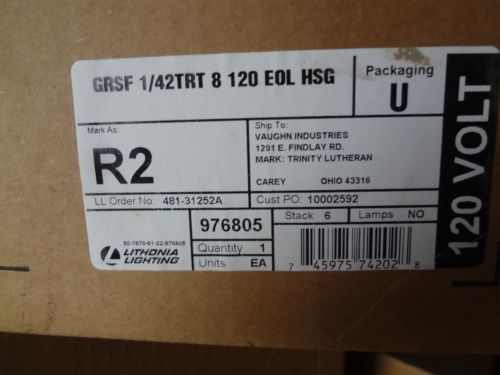 GRSF 1/42TRT 8 120 EOL HSG
Packaging
U
120 VOLT
Mark As:
R2
Ship To:
VAUGHN INDUSTRIES
1201 E. FINDLAY RD.
MARK: TRINITY LUTHERAN
CAREY OHIO 43316
LL Order No: 481-31252A
Cust PO: 10002592
976805
Stack 6
Lamps NO
LITHONIA
LIGHTING
Quantity 1
Units EA
7 45975 74202 8